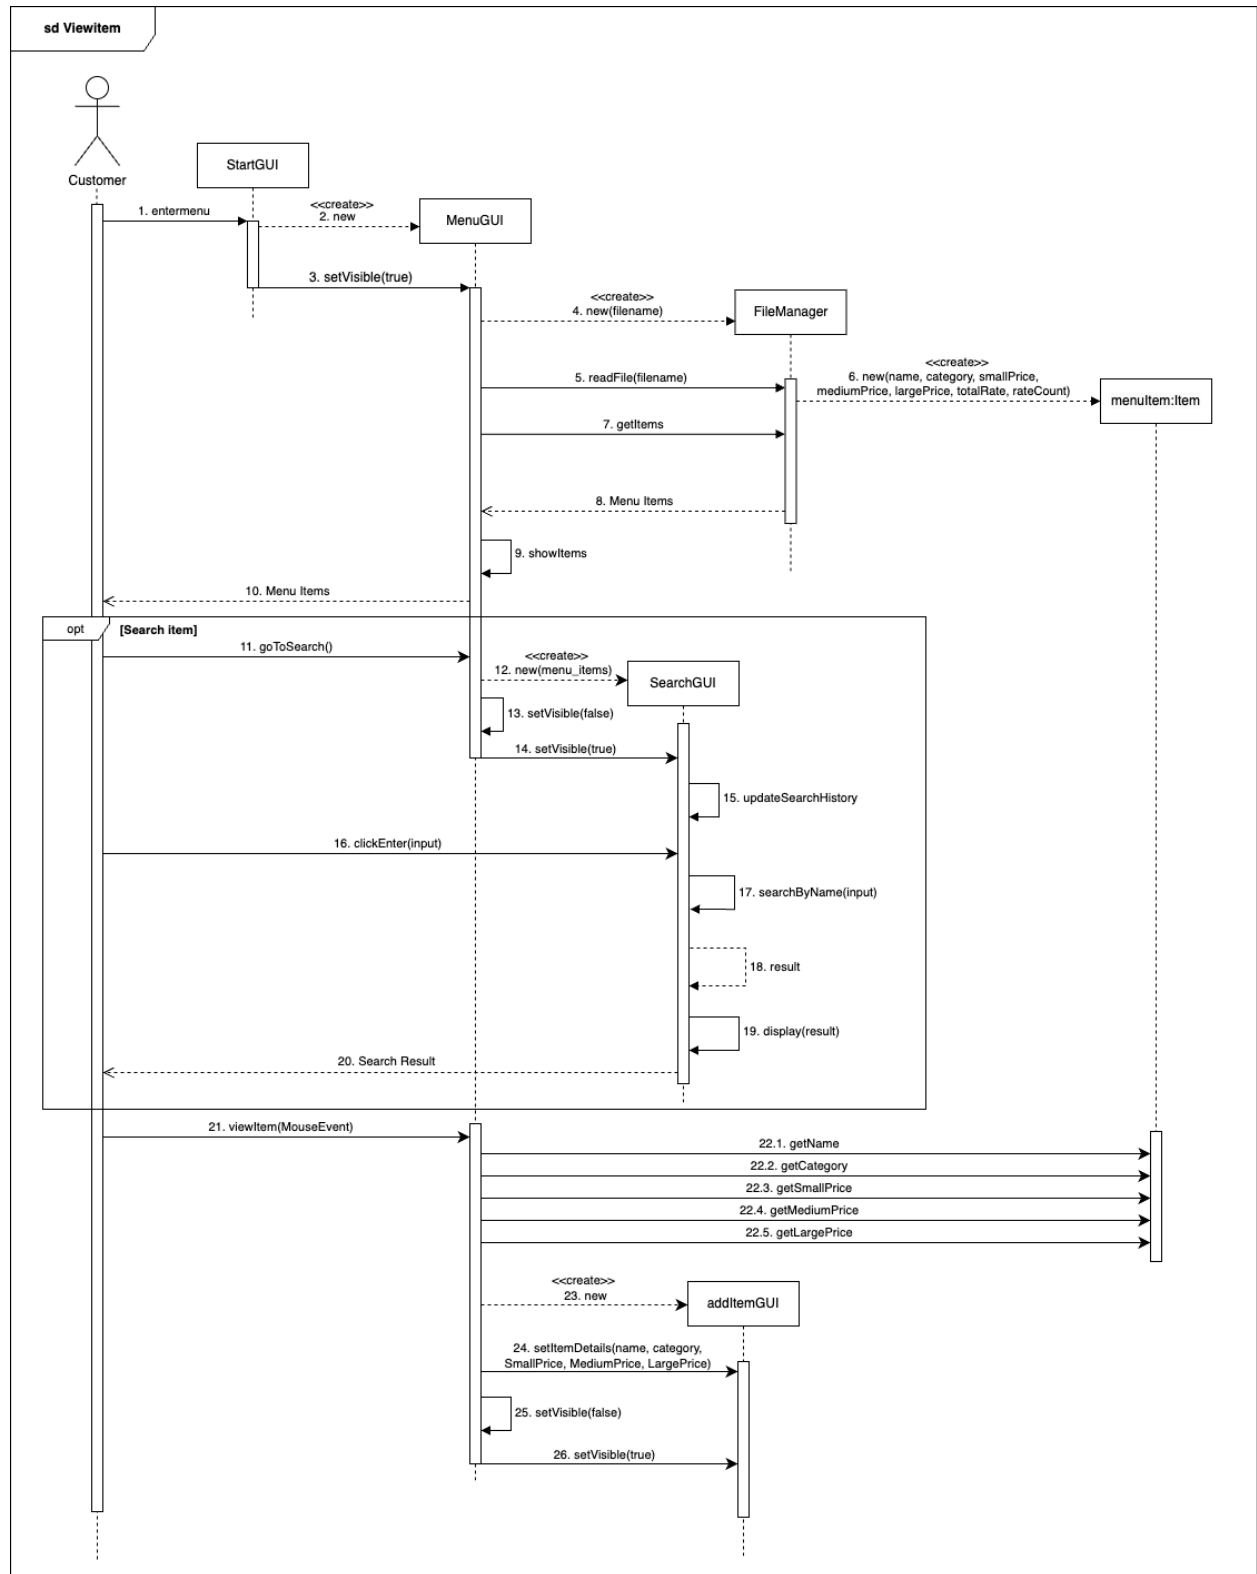 sd Viewitem
Customer
StartGUI
1. entermenu
<<create>>
2. new
MenuGUI
3. setVisible(true)
<<create>>
4. new(filename)
FileManager
5. readFile(filename)
<<create>>
6. new(name, category, smallPrice,
mediumPrice, largePrice, totalRate, rateCount)
menuItem:Item
7. getItems
8. Menu Items
9. showItems
10. Menu Items
opt
[Search item]
11. goToSearch()
<<create>>
12. new(menu_items)
SearchGUI
13. setVisible(false)
14. setVisible(true)
15. updateSearchHistory
16. clickEnter(input)
17. searchByName(input)
18. result
19. display(result)
20. Search Result
21. viewItem(MouseEvent)
22.1. getName
22.2. getCategory
22.3. getSmallPrice
22.4. getMediumPrice
22.5. getLargePrice
<<create>>
23. new
addItemGUI
24. setItemDetails(name, category,
SmallPrice, MediumPrice, LargePrice)
25. setVisible(false)
26. setVisible(true)